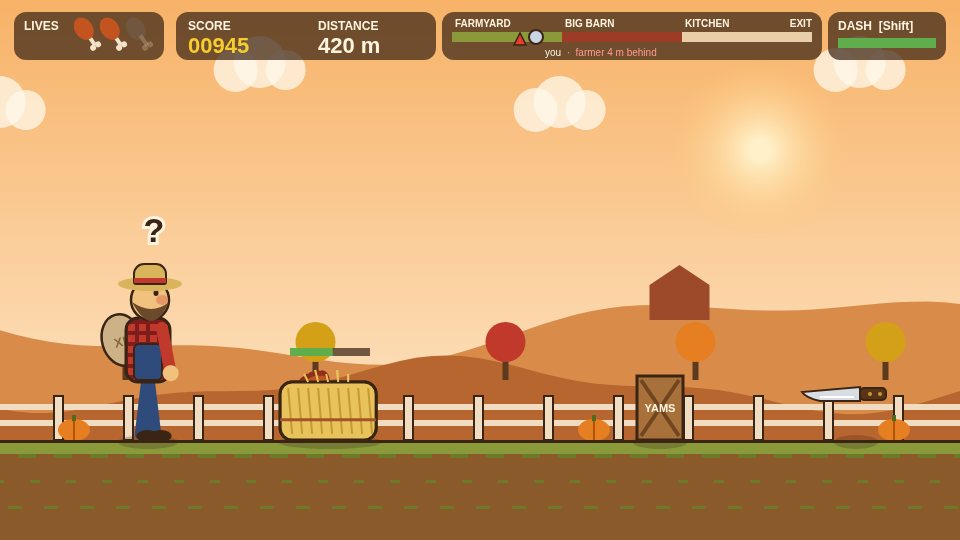 LIVES
SCORE
00945
DISTANCE
420 m
FARMYARD BIG BARN KITCHEN EXIT
you · farmer 4 m behind
DASH [Shift]
?
YAMS